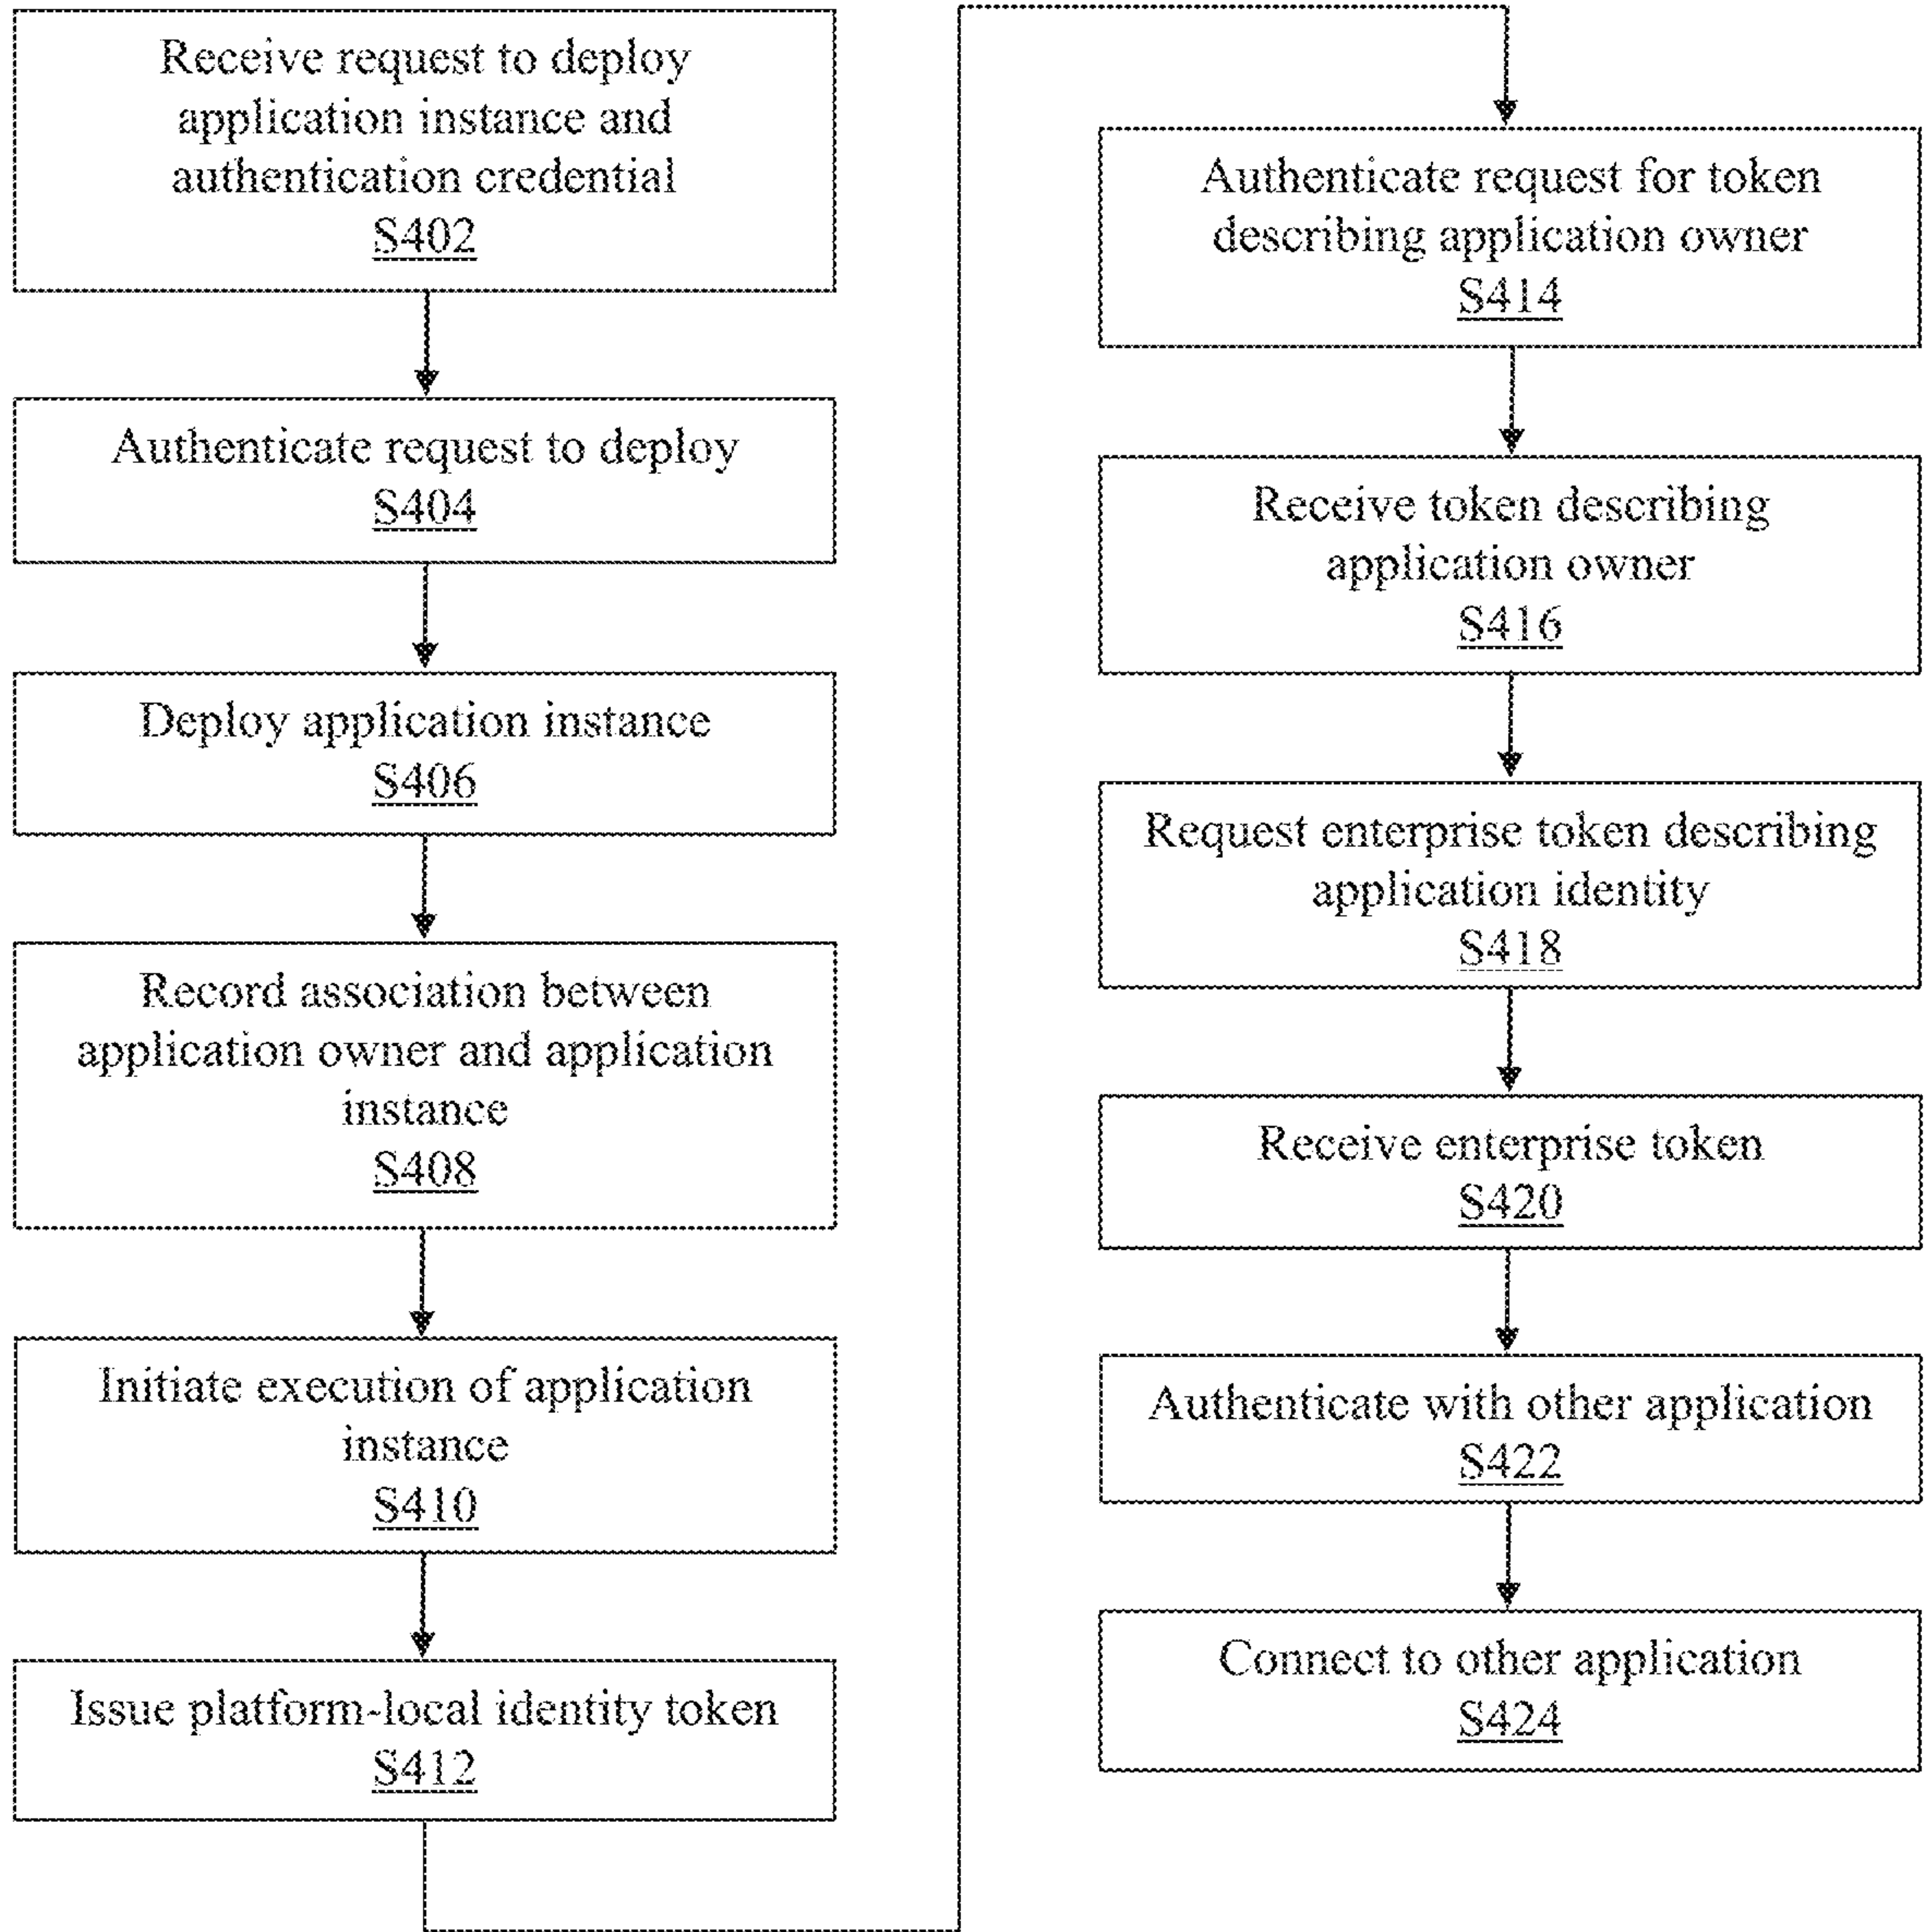 Receive request to deploy
application instance and
authentication credential
S402
Authenticate request to deploy
S404
Deploy application instance
S406
Record association between
application owner and application
instance
S408
Initiate execution of application
instance
S410
Issue platform-local identity token
S412
Authenticate request for token
describing application owner
S414
Receive token describing
application owner
S416
Request enterprise token describing
application identity
S418
Receive enterprise token
S420
Authenticate with other application
S422
Connect to other application
S424